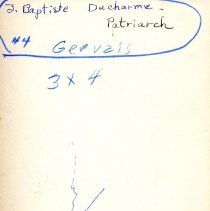 J. Baptiste Ducharme -
Patriarch
#4 Gervais
3 x 4